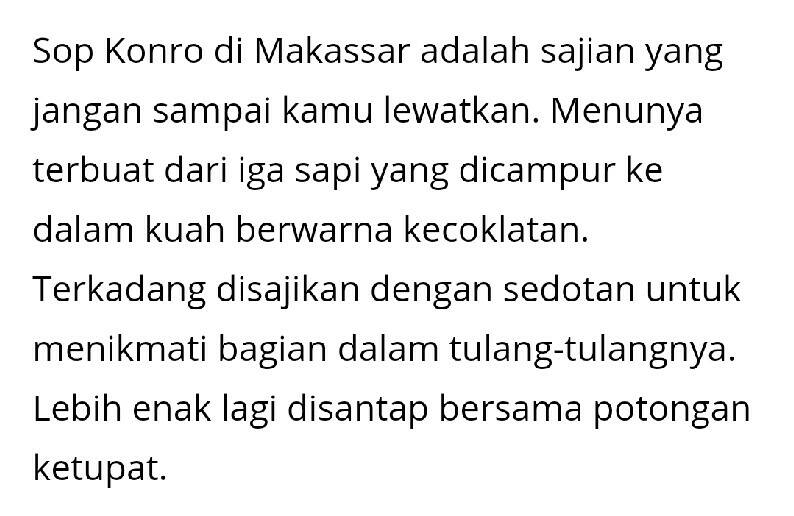 Sop Konro di Makassar adalah sajian yang
jangan sampai kamu lewatkan. Menunya
terbuat dari iga sapi yang dicampur ke
dalam kuah berwarna kecoklatan.
Terkadang disajikan dengan sedotan untuk
menikmati bagian dalam tulang-tulangnya.
Lebih enak lagi disantap bersama potongan
ketupat.